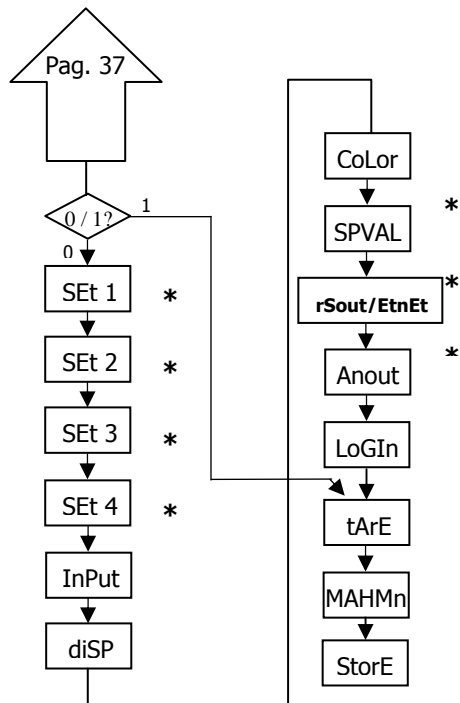 Pag. 37
0 / 1?
1
0
SEt 1
*
SEt 2
*
SEt 3
*
SEt 4
*
InPut
diSP
CoLor
*
SPVAL
*
rSout/EtnEt
*
Anout
LoGIn
tArE
MAHMn
StorE